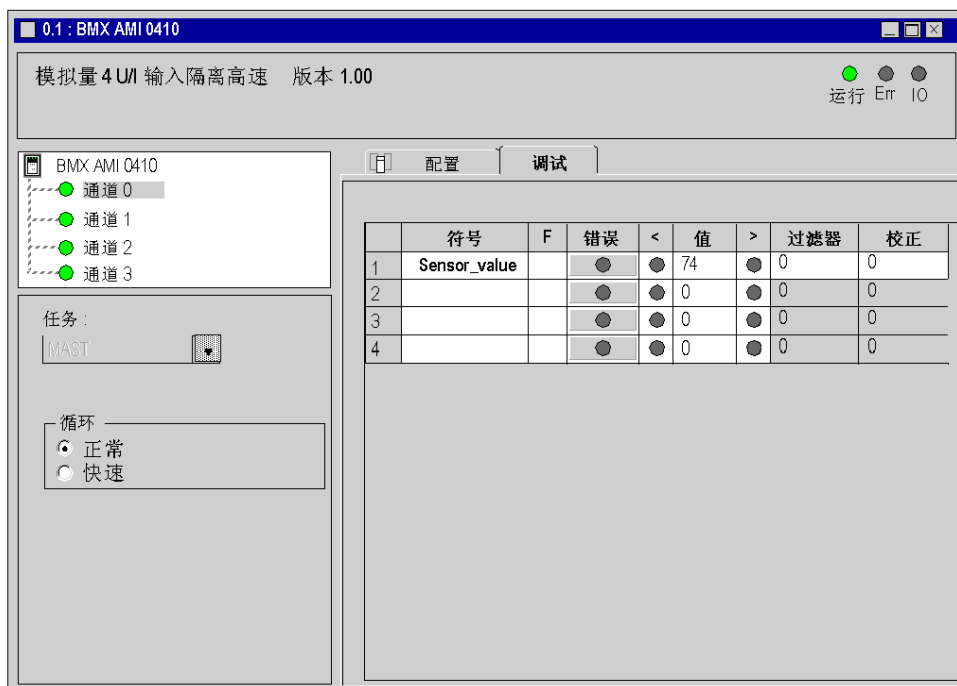 0.1 : BMX AMI 0410
模拟量 4 U/I 输入隔离高速 版本 1.00
运行 Err IO
BMX AMI 0410
通道 0
通道 1
通道 2
通道 3
任务 :
MAST
循环
正常
快速
配置 调试
符号 F 错误 < 值 > 过滤器 校正
1 Sensor_value 74 0 0
2 0 0 0
3 0 0 0
4 0 0 0